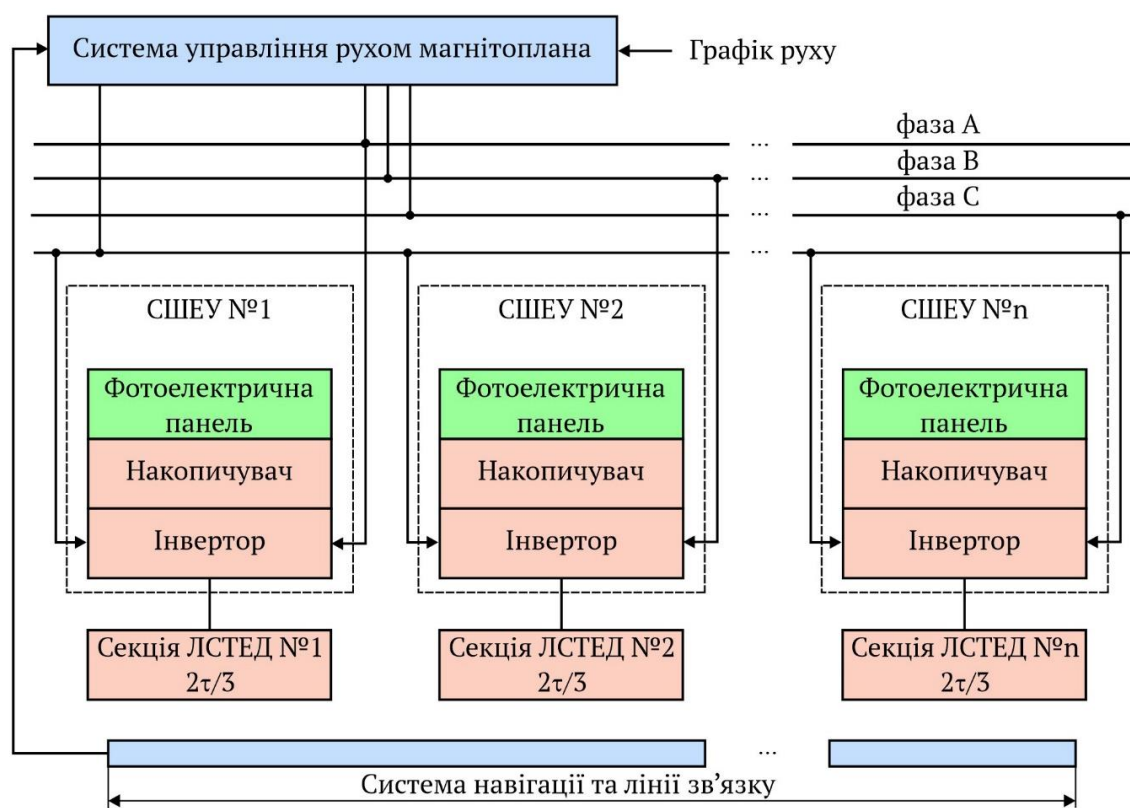 Система управління рухом магнітоплана
Графік руху
фаза А
...
фаза В
...
фаза С
...
...
СШЕУ №1
СШЕУ №2
СШЕУ №n
Фотоелектрична
панель
Фотоелектрична
панель
Фотоелектрична
панель
Накопичувач
Накопичувач
Накопичувач
Інвертор
Інвертор
Інвертор
Секція ЛСТЕД №1
2τ/3
Секція ЛСТЕД №2
2τ/3
Секція ЛСТЕД №n
2τ/3
...
Система навігації та лінії зв’язку